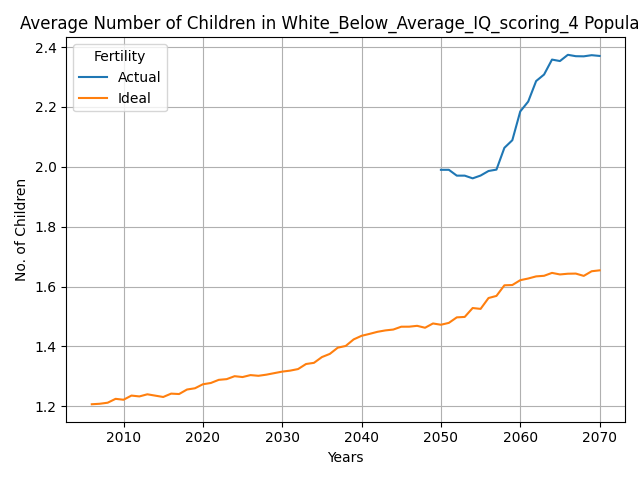 Average Number of Children in White_Below_Average_IQ_scoring_4 Popula
Fertility
Actual
Ideal
No. of Children
2.4
2.2
2.0
1.8
1.6
1.4
1.2
2010 2020 2030 2040 2050 2060 2070
Years